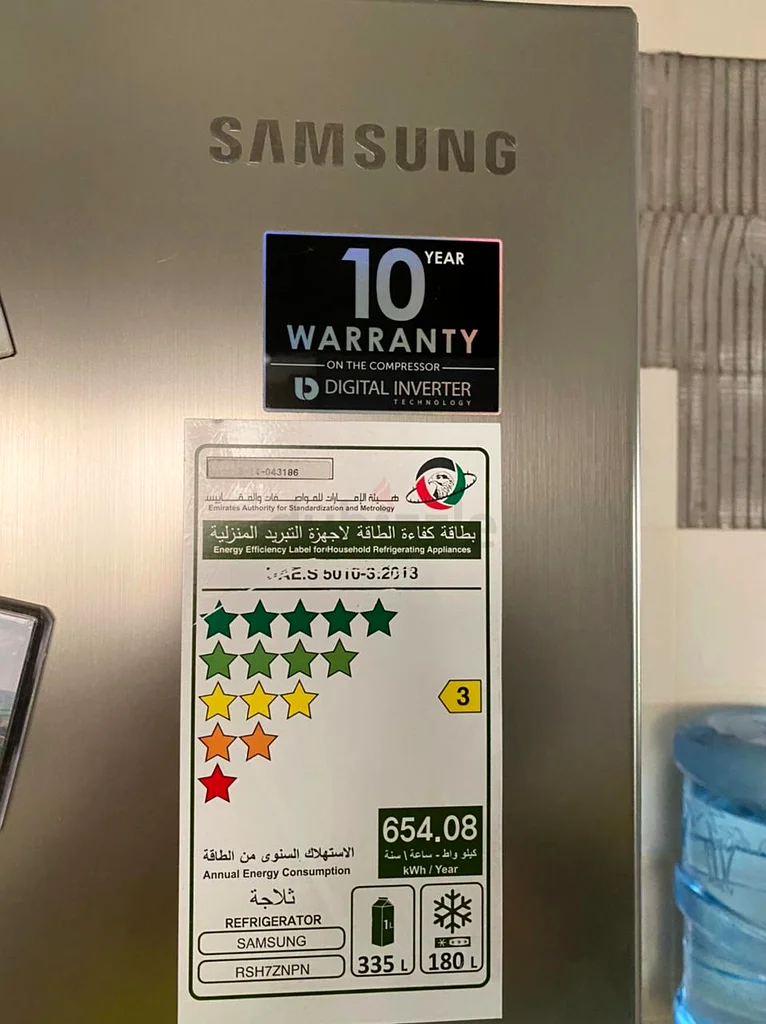 SAMSUNG
10 YEAR
WARRANTY
ON THE COMPRESSOR
DIGITAL INVERTER
TECHNOLOGY
-043186
هيئة الإمارات للمواصفات والمقاييس
Emirates Authority for Standardization and Metrology
بطاقة كفاءة الطاقة لاجهزة التبريد المنزلية
Energy Efficiency Label for Household Refrigerating Appliances
UAE.S 5010-3:2013
3
654.08
كيلو واط - ساعة \ سنة
kWh / Year
الاستهلاك السنوى من الطاقة
Annual Energy Consumption
ثلاجة
REFRIGERATOR
SAMSUNG
RSH7ZNPN
1L
335 L
180 L